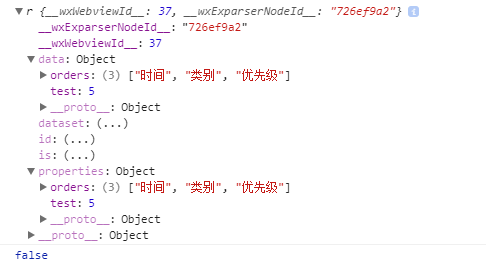 ▼ r {__wxWebviewId__: 37, __wxExparserNodeId__: "726ef9a2"} i
__wxExparserNodeId__: "726ef9a2"
__wxWebviewId__: 37
▼ data: Object
▶ orders: (3) ["时间", "类别", "优先级"]
test: 5
▶ __proto__: Object
dataset: (...)
id: (...)
is: (...)
▼ properties: Object
▶ orders: (3) ["时间", "类别", "优先级"]
test: 5
▶ __proto__: Object
▶ __proto__: Object
false